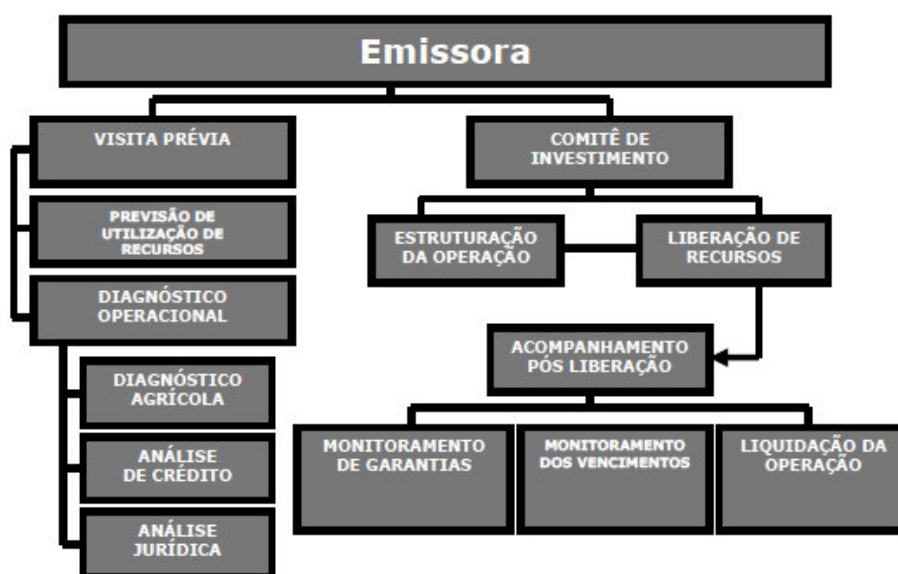 Emissora
VISITA PRÉVIA
PREVISÃO DE
UTILIZAÇÃO DE
RECURSOS
DIAGNÓSTICO
OPERACIONAL
DIAGNÓSTICO
AGRÍCOLA
ANÁLISE
DE CRÉDITO
ANÁLISE
JURÍDICA
COMITÊ DE
INVESTIMENTO
ESTRUTURAÇÃO
DA OPERAÇÃO
LIBERAÇÃO DE
RECURSOS
ACOMPANHAMENTO
PÓS LIBERAÇÃO
MONITORAMENTO
DE GARANTIAS
MONITORAMENTO
DOS VENCIMENTOS
LIQUIDAÇÃO DA
OPERAÇÃO